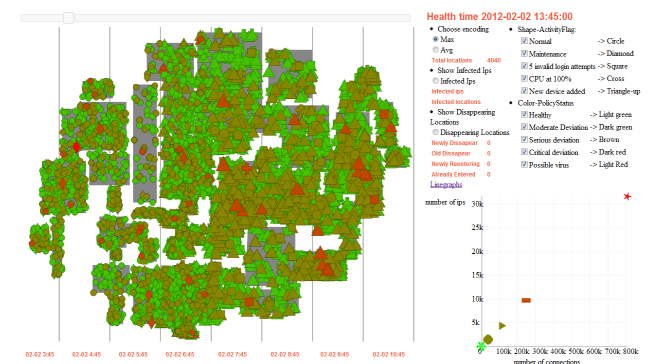 Health time 2012-02-02 13:45:00
Choose encoding
Max
Avg
Total locations 4040
Show Infected Ips
Infected Ips
Infected ips
Infected locations
Show Disappearing
Locations
Disappearing Locations
Newly Dissapear 0
Old Dissapear 0
Newly Reentering 0
Already Entered 0
Linegraphs
Shape-ActivityFlag:
Normal -> Circle
Maintenance -> Diamond
5 invalid login attempts -> Square
CPU at 100% -> Cross
New device added -> Triangle-up
Color-PolicyStatus
Healthy -> Light green
Moderate Deviation -> Dark green
Serious deviation -> Brown
Critical deviation -> Dark red
Possible virus -> Light Red
number of ips
30k
25k
20k
15k
10k
5k
0 100k 200k 300k 400k 500k 600k 700k 800k
number of connections
02-02 3:45 02-02 4:45 02-02 5:45 02-02 6:45 02-02 7:45 02-02 8:45 02-02 9:45 02-02 10:45